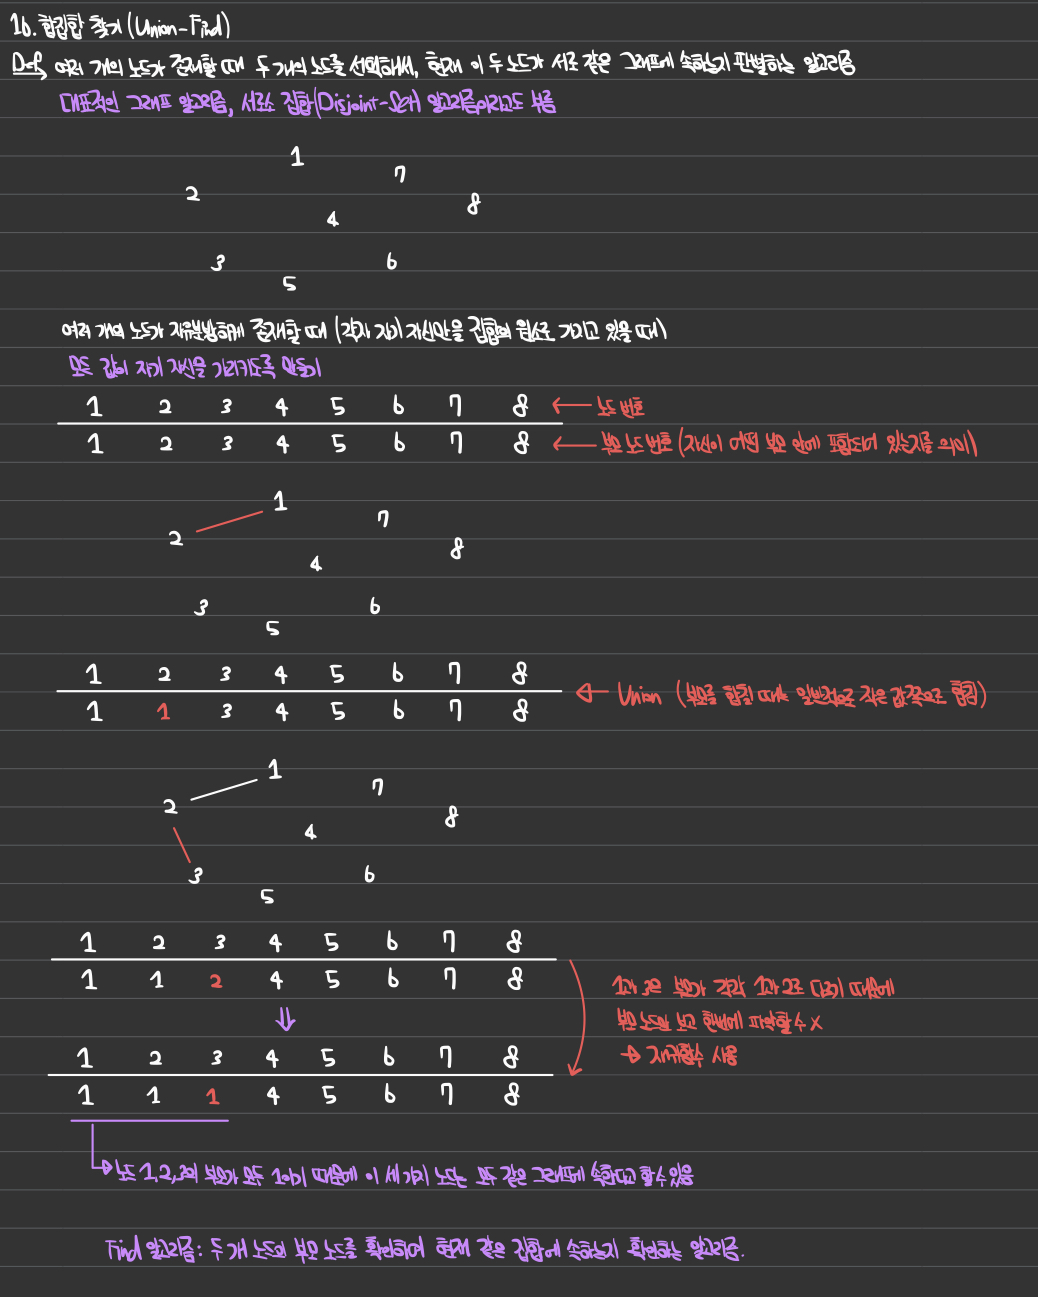 16. 합집합 찾기 (Union-Find)
Def, 여러 개의 노드가 존재할 때 두 개의 노드를 선택해서, 현재 이 두 노드가 서로 같은 그래프에 속하는지 판별하는 알고리즘
대표적인 그래프 알고리즘, 서로소 집합(Disjoint-Set) 알고리즘이라고도 부름
1
7
2
8
4
3
6
5
여러 개의 노드가 자유분방하게 존재할 때 (각자 자기 자신만을 집합의 원소로 가지고 있을 때)
모든 값이 자기 자신을 가리키도록 만들기
1 2 3 4 5 6 7 8 ← 노드 번호
1 2 3 4 5 6 7 8 ← 부모 노드 번호 (자신이 어떤 부모 안에 포함되어 있는지를 의미)
1
7
2
8
4
3
6
5
1 2 3 4 5 6 7 8
← Union (부모를 합칠 때는 일반적으로 작은 값쪽으로 합침)
1 1 3 4 5 6 7 8
1
7
2
8
4
3
6
5
1 2 3 4 5 6 7 8
1 1 2 4 5 6 7 8
1과 3은 부모가 각각 1과 2로 다르기 때문에
부모 노드만 보고 한번에 파악할 수 X
→ 재귀함수 사용
1 2 3 4 5 6 7 8
1 1 1 4 5 6 7 8
노드 1,2,3의 부모가 모두 1이기 때문에 이 세 가지 노드는 모두 같은 그래프에 속한다고 할 수 있음
Find 알고리즘: 두 개 노드의 부모 노드를 확인하여 현재 같은 집합에 속하는지 확인하는 알고리즘.